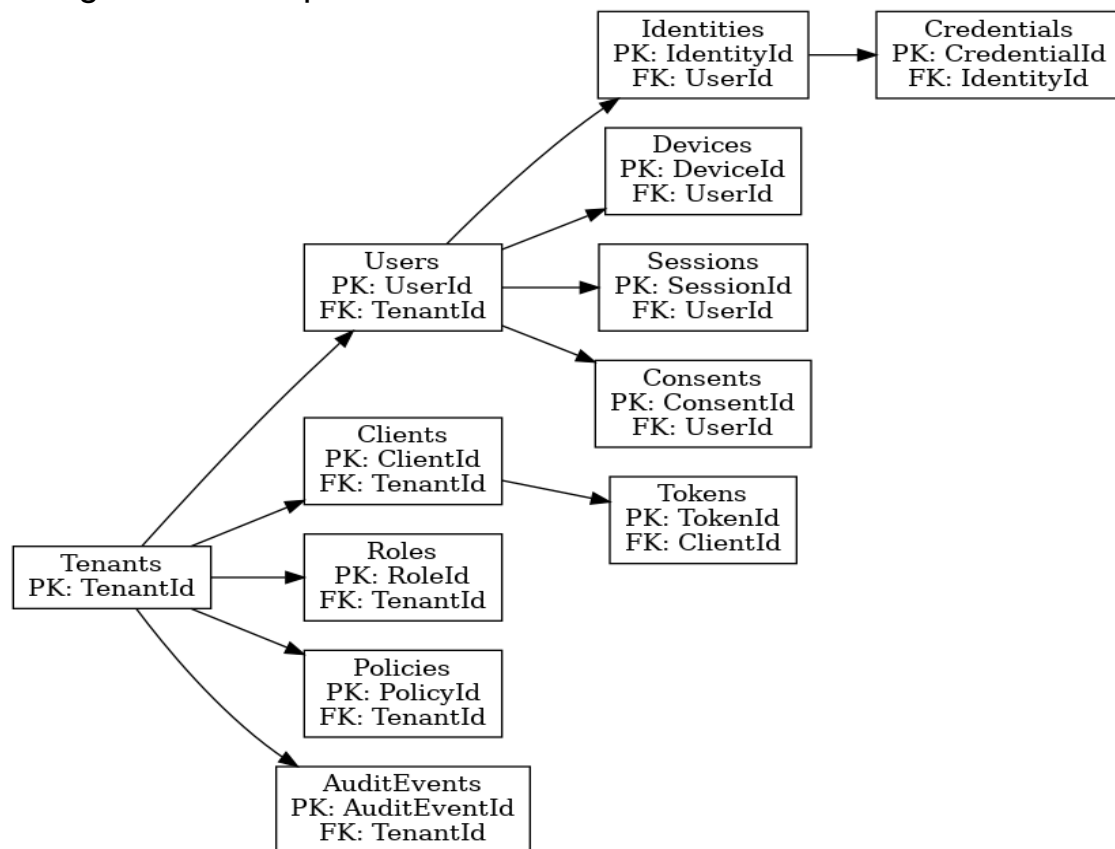 Identities
PK: IdentityId
FK: UserId
Credentials
PK: CredentialId
FK: IdentityId
Devices
PK: DeviceId
FK: UserId
Users
PK: UserId
FK: TenantId
Sessions
PK: SessionId
FK: UserId
Consents
PK: ConsentId
FK: UserId
Clients
PK: ClientId
FK: TenantId
Tokens
PK: TokenId
FK: ClientId
Tenants
PK: TenantId
Roles
PK: RoleId
FK: TenantId
Policies
PK: PolicyId
FK: TenantId
AuditEvents
PK: AuditEventId
FK: TenantId